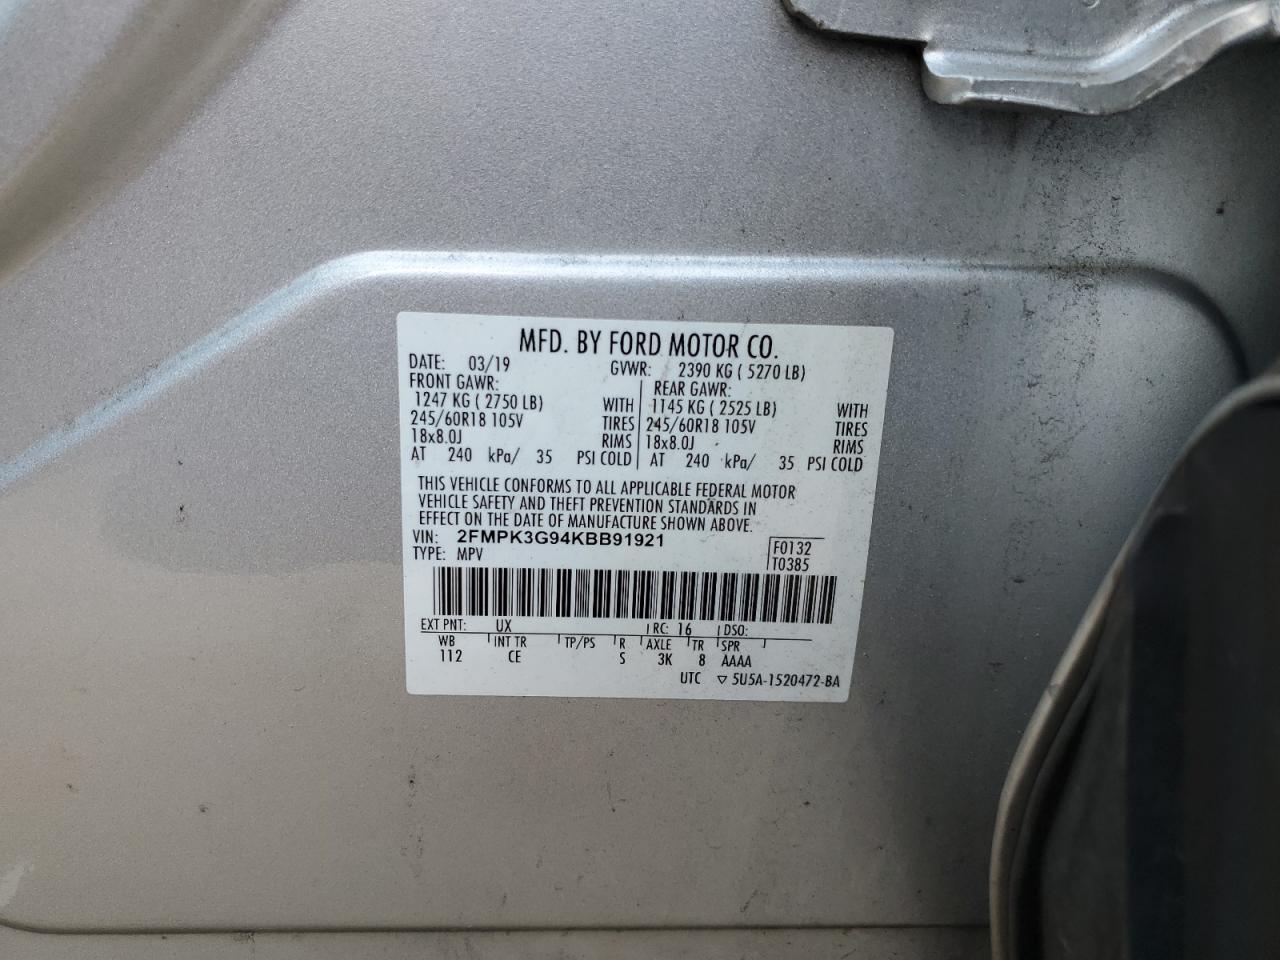 MFD. BY FORD MOTOR CO.
DATE: 03/19 GVWR: 2390 KG ( 5270 LB)
FRONT GAWR: REAR GAWR:
1247 KG ( 2750 LB) WITH 1145 KG ( 2525 LB) WITH
245/60R18 105V TIRES 245/60R18 105V TIRES
18x8.0J RIMS 18x8.0J RIMS
AT 240 kPa/ 35 PSI COLD AT 240 kPa/ 35 PSI COLD
THIS VEHICLE CONFORMS TO ALL APPLICABLE FEDERAL MOTOR
VEHICLE SAFETY AND THEFT PREVENTION STANDARDS IN
EFFECT ON THE DATE OF MANUFACTURE SHOWN ABOVE.
VIN: 2FMPK3G94KBB91921 F0132
TYPE: MPV T0385
EXT PNT: UX RC: 16 DSO:
WB INT TR TP/PS R AXLE TR SPR
112 CE S 3K 8 AAAA
UTC ▽ 5U5A-1520472-BA